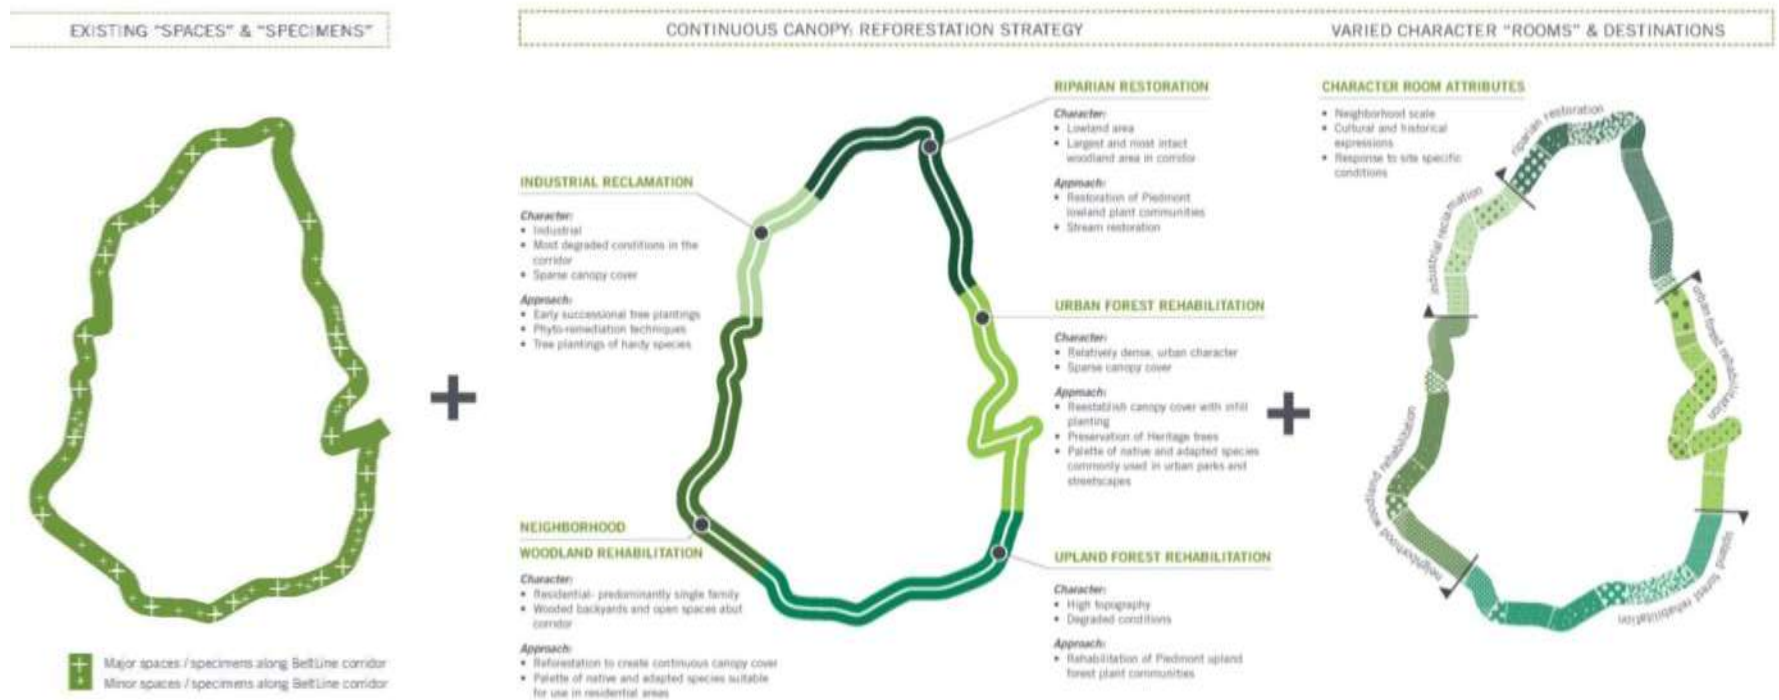 EXISTING "SPACES" & "SPECIMENS"
Major spaces / specimens along BeltLine corridor
Minor spaces / specimens along BeltLine corridor
CONTINUOUS CANOPY: REFORESTATION STRATEGY
INDUSTRIAL RECLAMATION
Character:
• Industrial
• Most degraded conditions in the
corridor
• Sparse canopy cover
Approach:
• Early successional tree plantings
• Phyto-remediation techniques
• Tree plantings of hardy species
NEIGHBORHOOD
WOODLAND REHABILITATION
Character:
• Residential- predominantly single family
• Wooded backyards and open spaces abut
corridor
Approach:
• Reforestation to create continuous canopy cover
• Palette of native and adapted species suitable
for use in residential areas
RIPARIAN RESTORATION
Character:
• Lowland area
• Largest and most intact
woodland area in corridor
Approach:
• Restoration of Piedmont
lowland plant communities
• Stream restoration
URBAN FOREST REHABILITATION
Character:
• Relatively dense, urban character
• Sparse canopy cover
Approach:
• Reestablish canopy cover with infill
planting
• Preservation of Heritage trees
• Palette of native and adapted species
commonly used in urban parks and
streetscapes
UPLAND FOREST REHABILITATION
Character:
• High topography
• Degraded conditions
Approach:
• Rehabilitation of Piedmont upland
forest plant communities
VARIED CHARACTER "ROOMS" & DESTINATIONS
CHARACTER ROOM ATTRIBUTES
• Neighborhood scale
• Cultural and historical
expressions
• Response to site specific
conditions
riparian restoration
industrial reclamation
urban forest rehabilitation
neighborhood woodland rehabilitation
upland forest rehabilitation